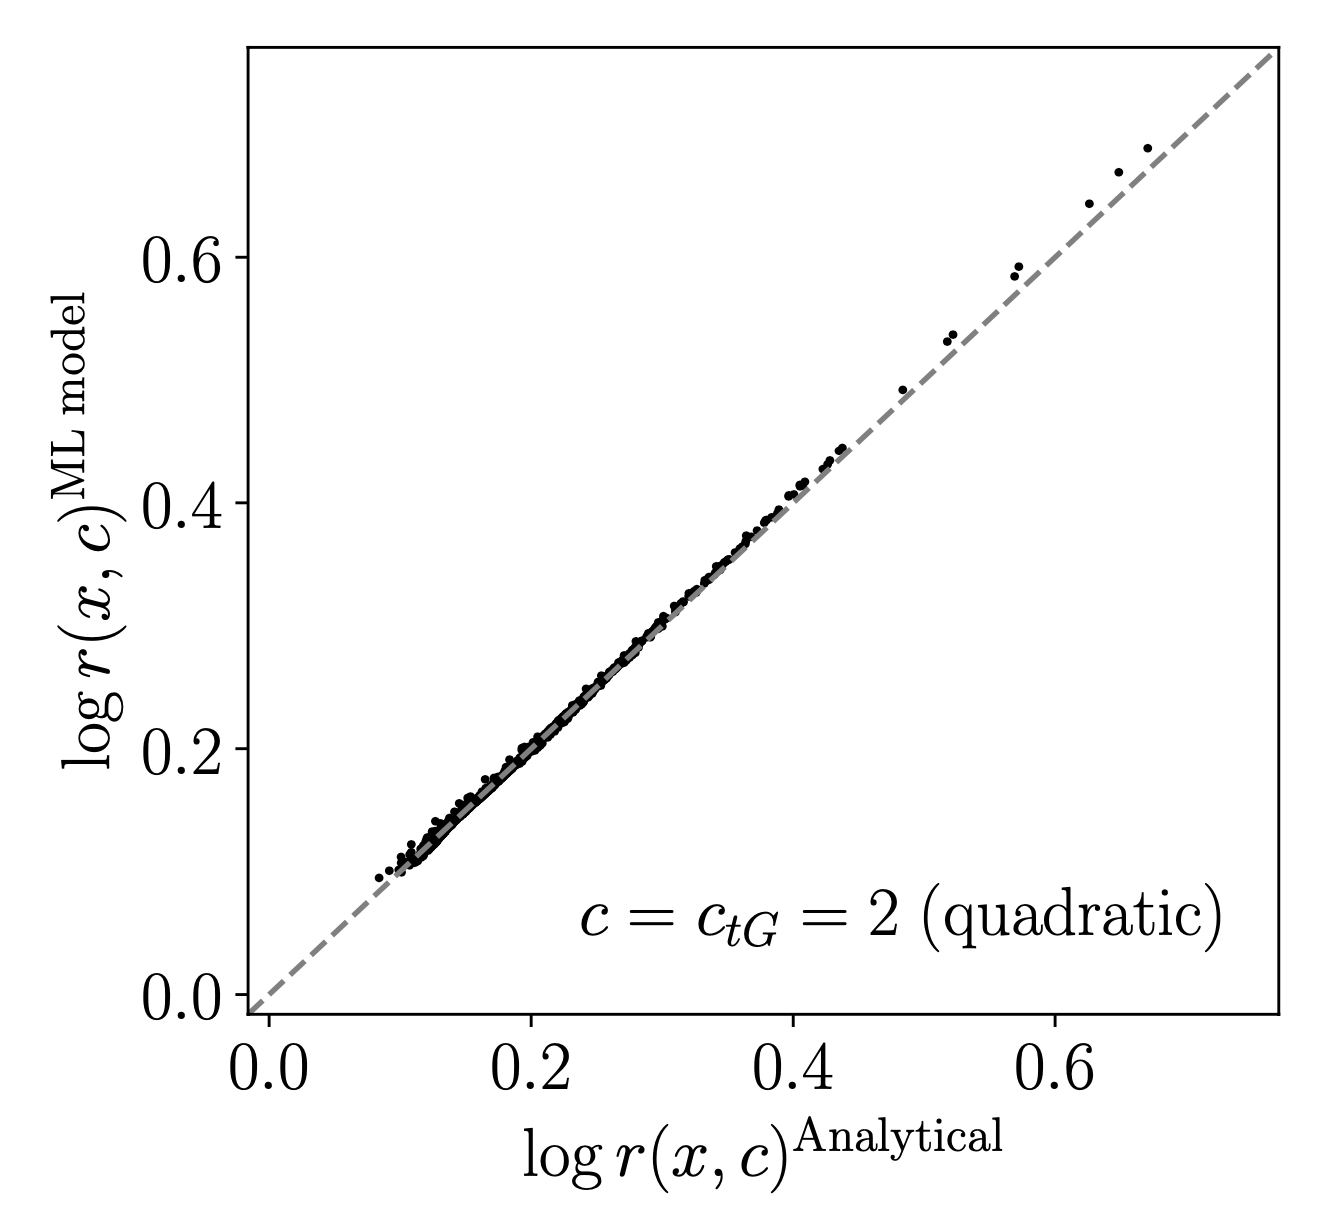 log r(x, c)^ML model
0.6
0.4
0.2
0.0
c = c_tG = 2 (quadratic)
0.0 0.2 0.4 0.6
log r(x, c)^Analytical